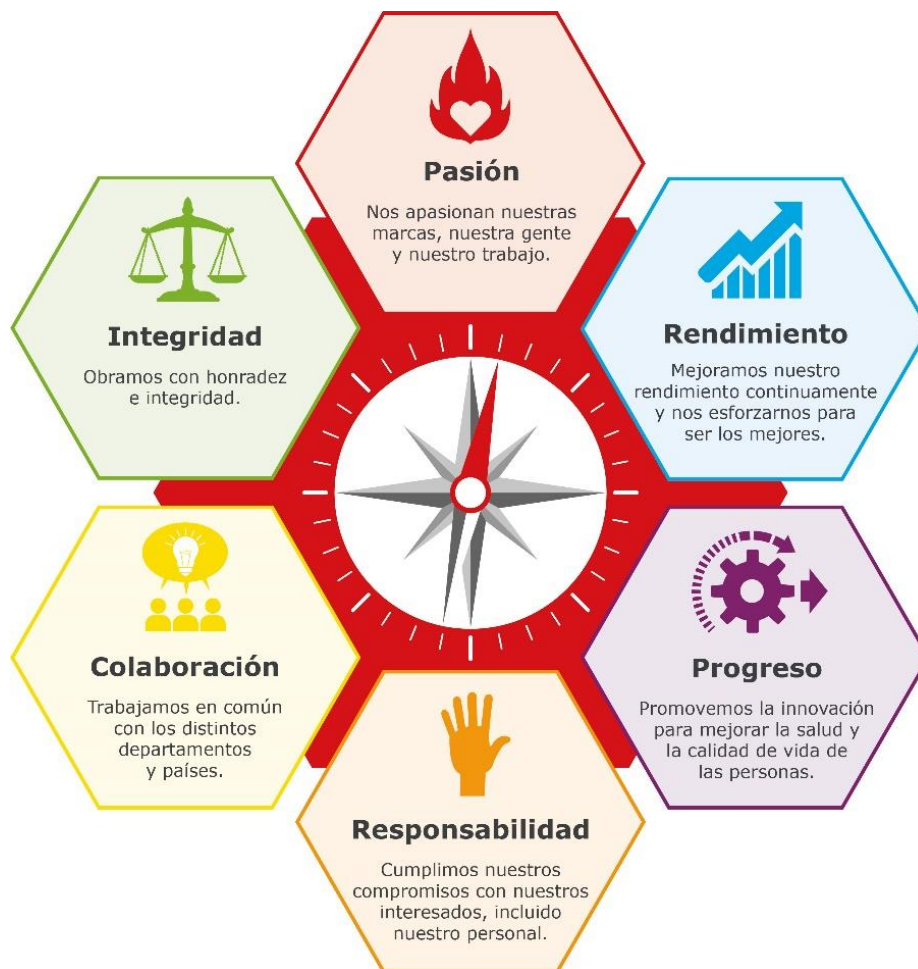 Pasión
Nos apasionan nuestras
marcas, nuestra gente
y nuestro trabajo.
Integridad
Obramos con honradez
e integridad.
Rendimiento
Mejoramos nuestro
rendimiento continuamente
y nos esforzarnos para
ser los mejores.
Colaboración
Trabajamos en común
con los distintos
departamentos
y países.
Progreso
Promovemos la innovación
para mejorar la salud y
la calidad de vida de
las personas.
Responsabilidad
Cumplimos nuestros
compromisos con nuestros
interesados, incluido
nuestro personal.